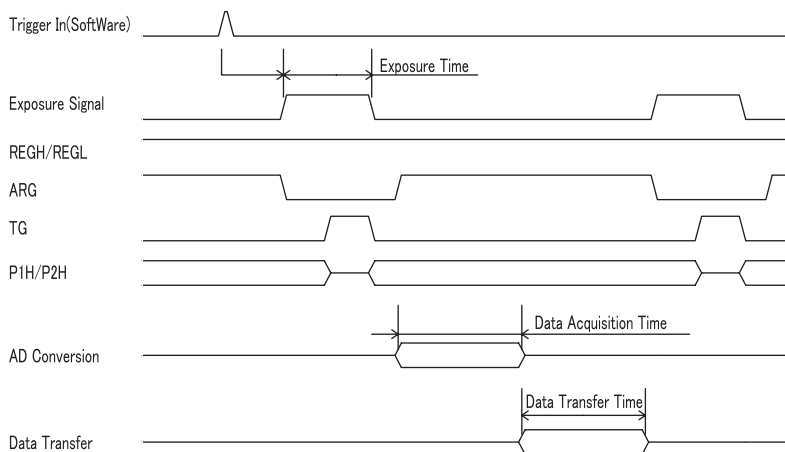 Trigger In(SoftWare)
Exposure Time
Exposure Signal
REGH/REGL
ARG
TG
P1H/P2H
Data Acquisition Time
AD Conversion
Data Transfer Time
Data Transfer